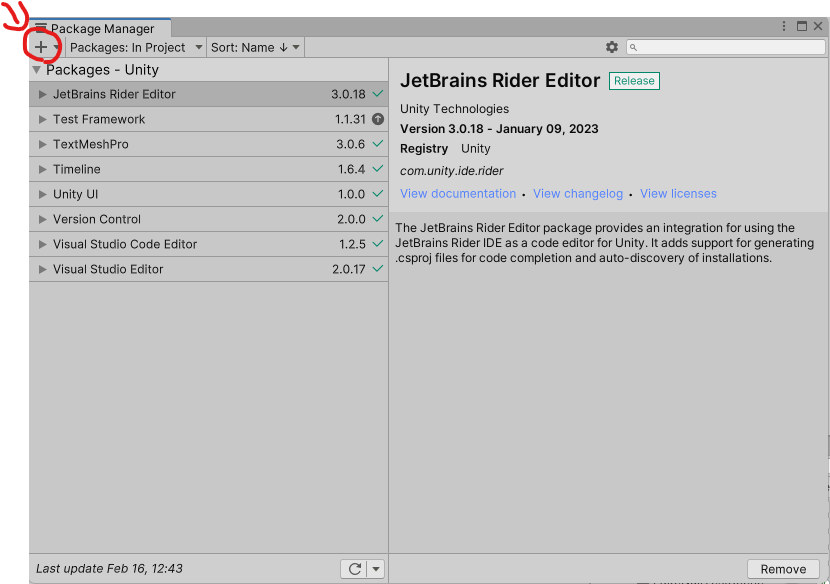 Package Manager
Packages: In Project Sort: Name ↓
Packages - Unity
JetBrains Rider Editor 3.0.18
Test Framework 1.1.31
TextMeshPro 3.0.6
Timeline 1.6.4
Unity UI 1.0.0
Version Control 2.0.0
Visual Studio Code Editor 1.2.5
Visual Studio Editor 2.0.17
Last update Feb 16, 12:43
JetBrains Rider Editor Release
Unity Technologies
Version 3.0.18 - January 09, 2023
Registry Unity
com.unity.ide.rider
View documentation • View changelog • View licenses
The JetBrains Rider Editor package provides an integration for using the
JetBrains Rider IDE as a code editor for Unity. It adds support for generating
.csproj files for code completion and auto-discovery of installations.
Remove